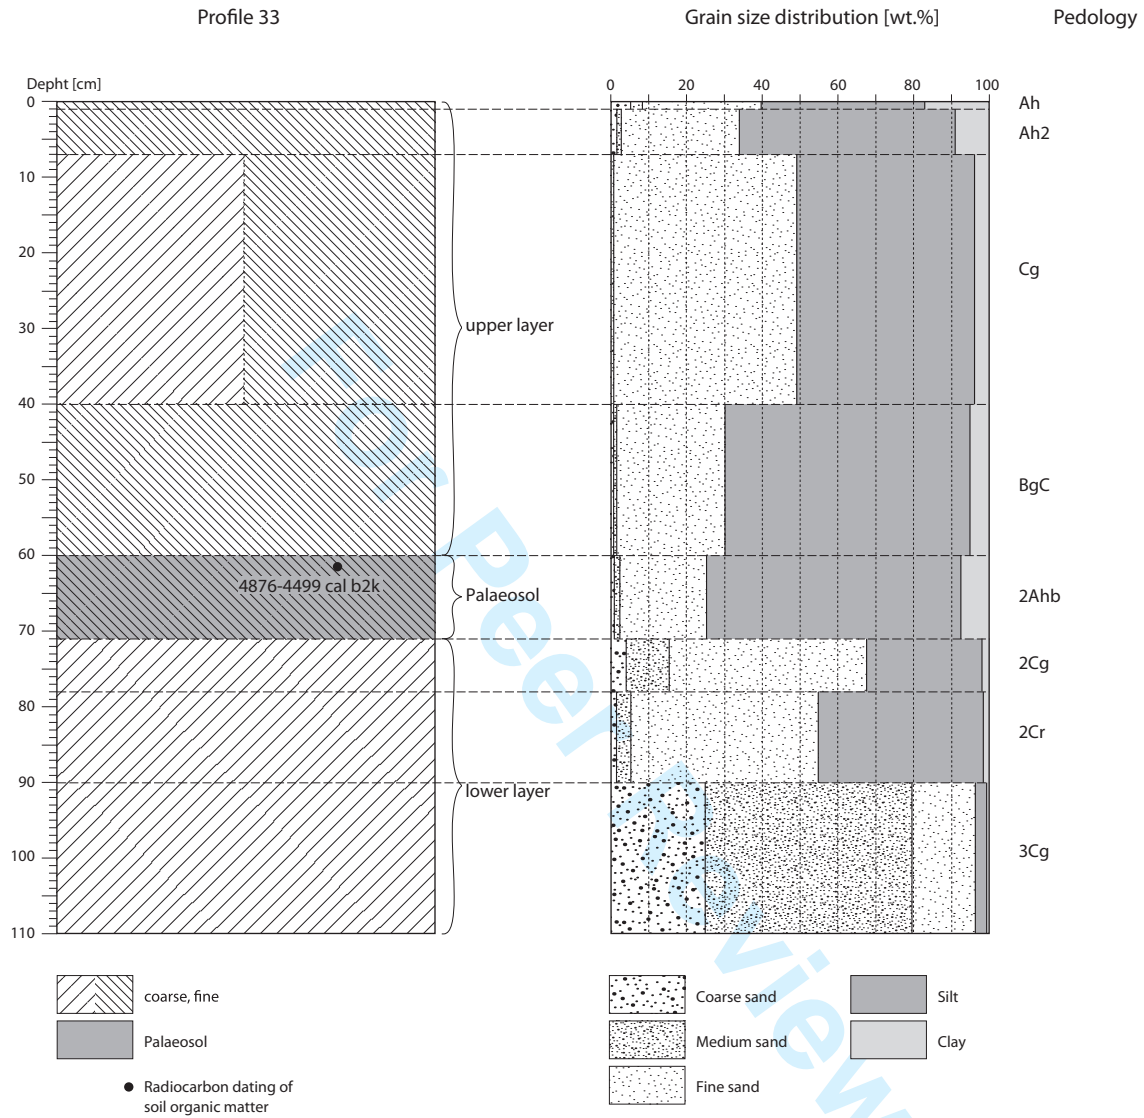 Profile 33
Grain size distribution [wt.%]
Pedology
Depht [cm]
0
10
20
30
40
50
60
70
80
90
100
110
upper layer
4876-4499 cal b2k
Palaeosol
lower layer
0 20 40 60 80 100
Ah
Ah2
Cg
BgC
2Ahb
2Cg
2Cr
3Cg
coarse, fine
Palaeosol
Radiocarbon dating of
soil organic matter
Coarse sand
Medium sand
Fine sand
Silt
Clay
For Peer Review